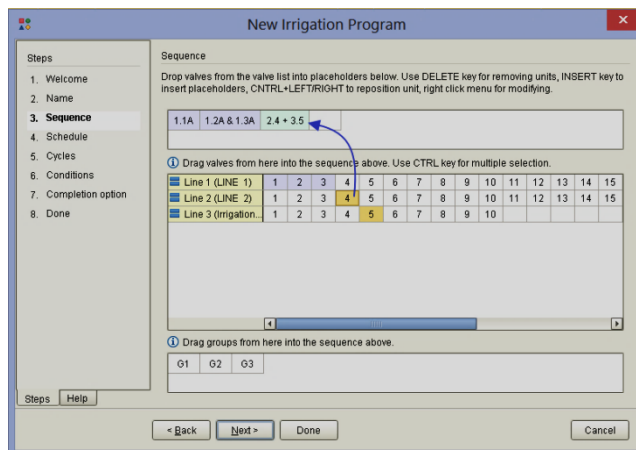 New Irrigation Program
Steps
1. Welcome
2. Name
3. Sequence
4. Schedule
5. Cycles
6. Conditions
7. Completion option
8. Done
Sequence
Drop valves from the valve list into placeholders below. Use DELETE key for removing units, INSERT key to
insert placeholders, CNTRL+LEFT/RIGHT to reposition unit, right click menu for modifying.
1.1A 1.2A & 1.3A 2.4 + 3.5
Drag valves from here into the sequence above. Use CTRL key for multiple selection.
Line 1 (LINE 1) 1 2 3 4 5 6 7 8 9 10 11 12 13 14 15
Line 2 (LINE 2) 1 2 3 4 5 6 7 8 9 10 11 12 13 14 15
Line 3 (Irrigation... 1 2 3 4 5 6 7 8 9 10
Drag groups from here into the sequence above.
G1 G2 G3
Steps Help
< Back Next > Done Cancel